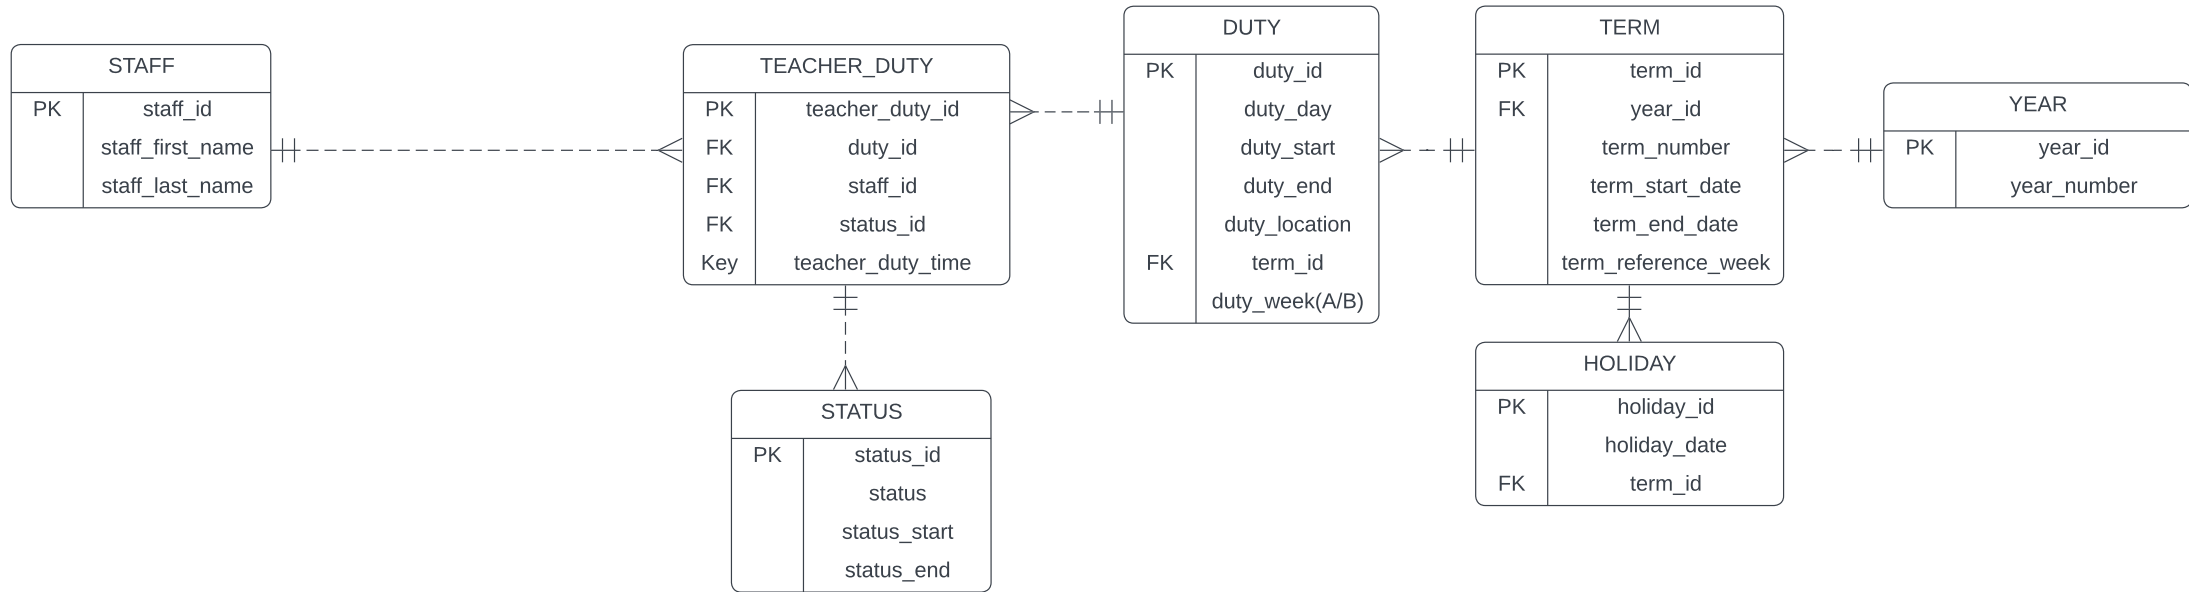 STAFF
PK staff_id
staff_first_name
staff_last_name
TEACHER_DUTY
PK teacher_duty_id
FK duty_id
FK staff_id
FK status_id
Key teacher_duty_time
STATUS
PK status_id
status
status_start
status_end
DUTY
PK duty_id
duty_day
duty_start
duty_end
duty_location
FK term_id
duty_week(A/B)
TERM
PK term_id
FK year_id
term_number
term_start_date
term_end_date
term_reference_week
HOLIDAY
PK holiday_id
holiday_date
FK term_id
YEAR
PK year_id
year_number